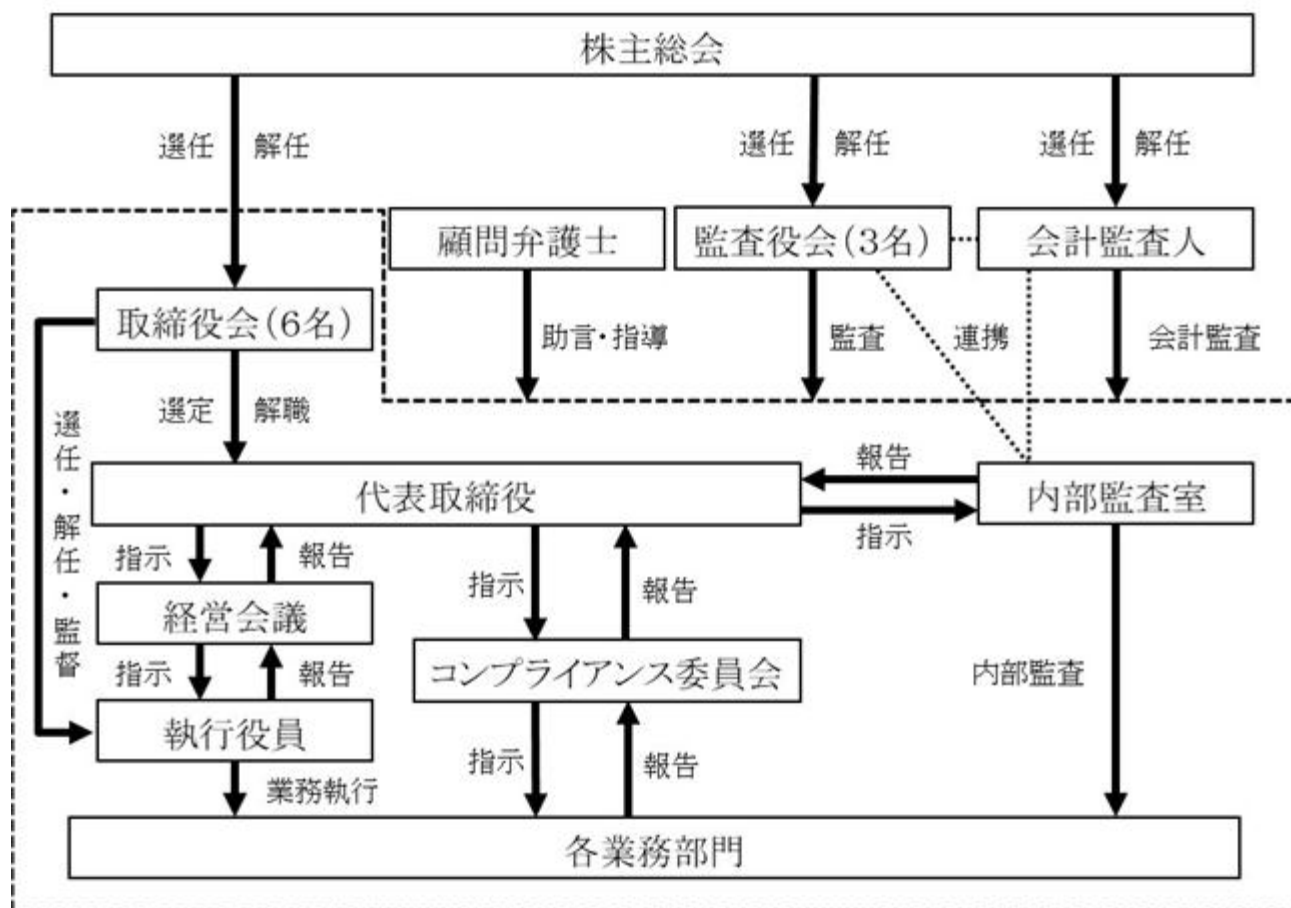 株主総会
選任 解任
選任 解任
選任 解任
顧問弁護士
監査役会(3名)
会計監査人
取締役会(6名)
助言・指導
監査
連携
会計監査
選定 解職
選任・解任・監督
代表取締役
報告
指示
内部監査室
指示
報告
指示
報告
経営会議
コンプライアンス委員会
指示
報告
内部監査
執行役員
指示
報告
業務執行
各業務部門